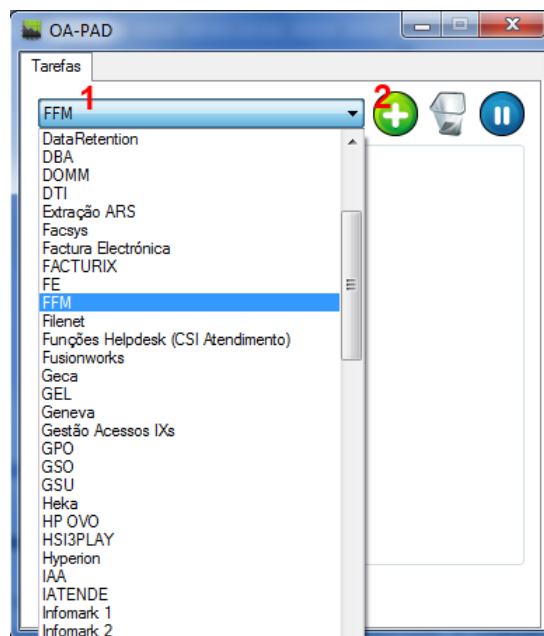 OA-PAD
Tarefas
1
2
FFM
DataRetention
DBA
DOMM
DTI
Extração ARS
Facsys
Factura Electrónica
FACTURIX
FE
FFM
Filenet
Funções Helpdesk (CSI Atendimento)
Fusionworks
Geca
GEL
Geneva
Gestão Acessos IXs
GPO
GSO
GSU
Heka
HP OVO
HSI3PLAY
Hyperion
IAA
IATENDE
Infomark 1
Infomark 2